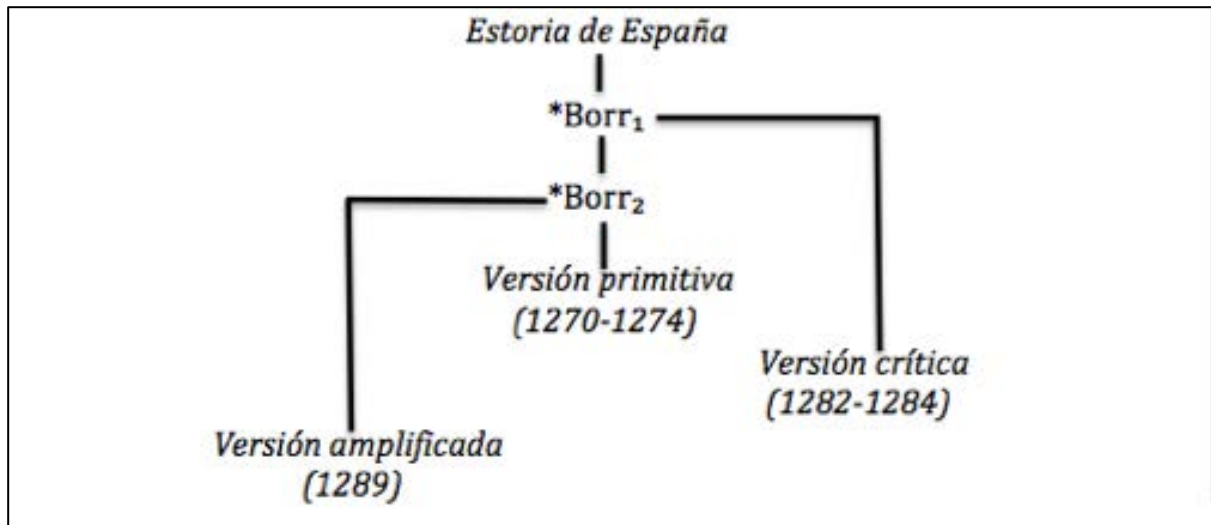 Estoria de España
*Borr₁
*Borr₂
Versión primitiva
(1270-1274)
Versión crítica
(1282-1284)
Versión amplificada
(1289)